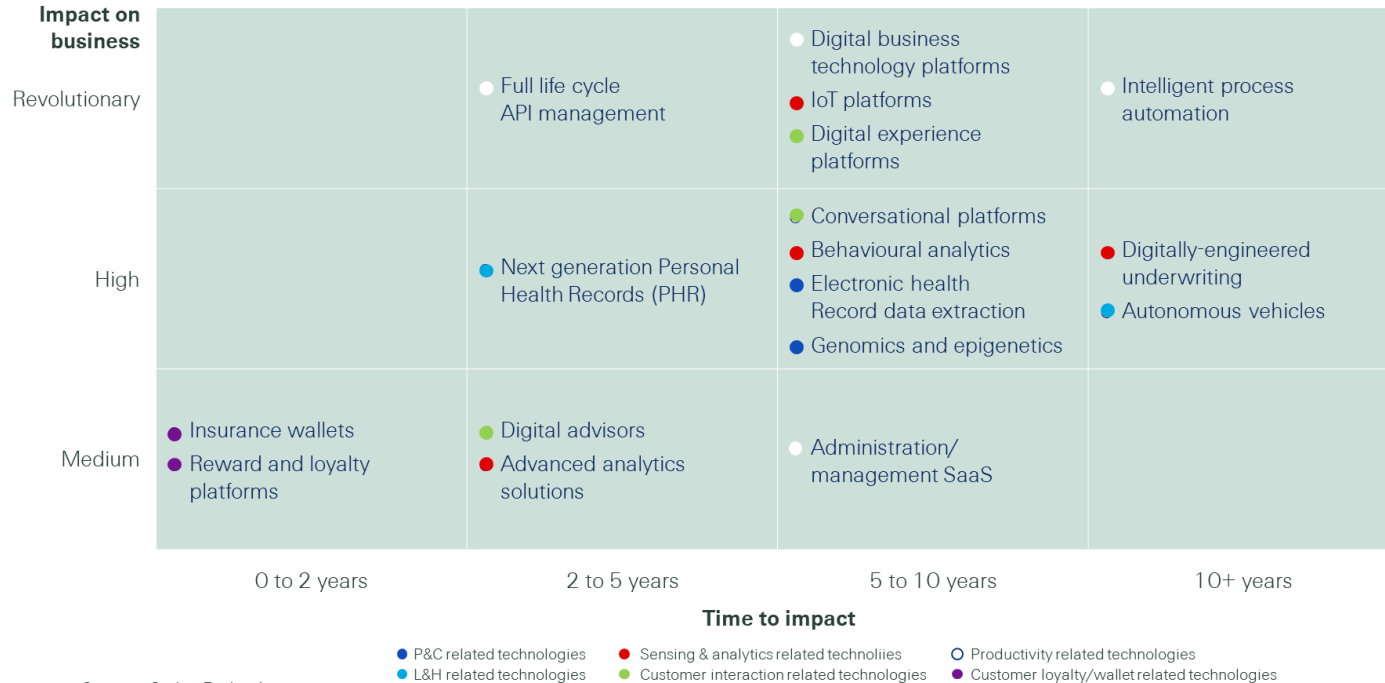 Impact on
business
Revolutionary
Full life cycle
API management
Digital business
technology platforms
IoT platforms
Digital experience
platforms
Intelligent process
automation
High
Next generation Personal
Health Records (PHR)
Conversational platforms
Behavioural analytics
Electronic health
Record data extraction
Genomics and epigenetics
Digitally-engineered
underwriting
Autonomous vehicles
Medium
Insurance wallets
Reward and loyalty
platforms
Digital advisors
Advanced analytics
solutions
Administration/
management SaaS
0 to 2 years
2 to 5 years
5 to 10 years
10+ years
Time to impact
P&C related technologies
Sensing & analytics related technoliies
Productivity related technologies
L&H related technologies
Customer interaction related technologies
Customer loyalty/wallet related technologies